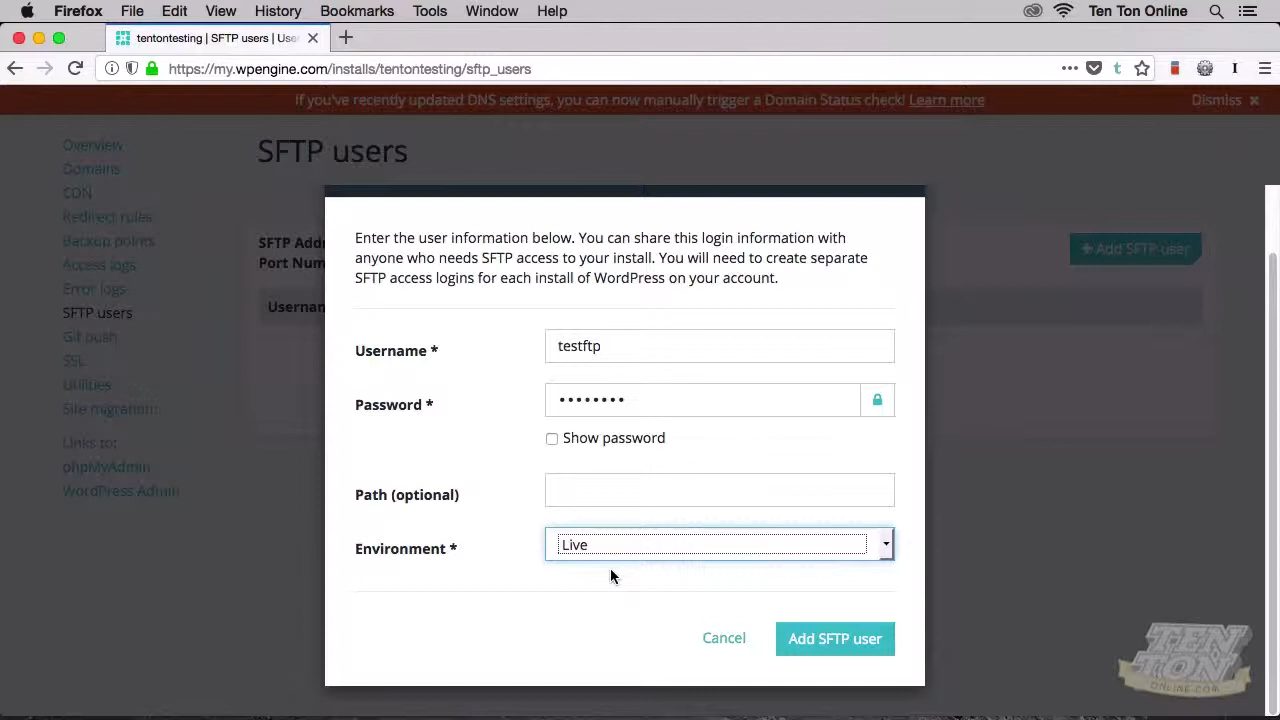 Firefox File Edit View History Bookmarks Tools Window Help Ten Ton Online
tentontesting | SFTP users | Use
https://my.wpengine.com/installs/tentontesting/sftp_users
If you've recently updated DNS settings, you can now manually trigger a Domain Status check! Learn more Dismiss
Overview
Domains
CDN
Redirect rules
Backup points
Access logs
Error logs
SFTP users
Git push
SSL
Utilities
Site migration
Links to:
phpMyAdmin
WordPress Admin
SFTP users
SFTP Addr
Port Num
Add SFTP user
Usernam
Enter the user information below. You can share this login information with
anyone who needs SFTP access to your install. You will need to create separate
SFTP access logins for each install of WordPress on your account.
Username * testftp
Password *
Show password
Path (optional)
Environment * Live
Cancel Add SFTP user
TEN
TON
ONLINE.COM